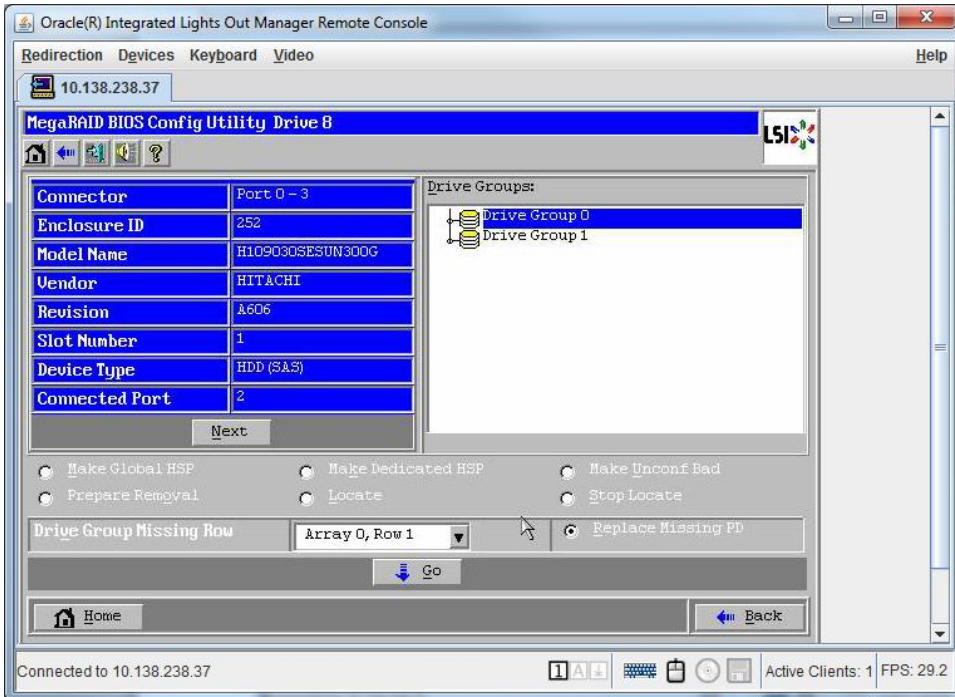 Oracle(R) Integrated Lights Out Manager Remote Console
Redirection Devices Keyboard Video Help
10.138.238.37
MegaRAID BIOS Config Utility Drive 8
LSI
Connector Port 0 - 3
Enclosure ID 252
Model Name H109030SESUN300G
Vendor HITACHI
Revision A606
Slot Number 1
Device Type HDD (SAS)
Connected Port 2
Next
Drive Groups:
Drive Group 0
Drive Group 1
Make Global HSP Make Dedicated HSP Make Unconf Bad
Prepare Removal Locate Stop Locate
Drive Group Missing Row Array 0, Row 1 Replace Missing PD
Go
Home Back
Connected to 10.138.238.37 1 A Active Clients: 1 FPS: 29.2